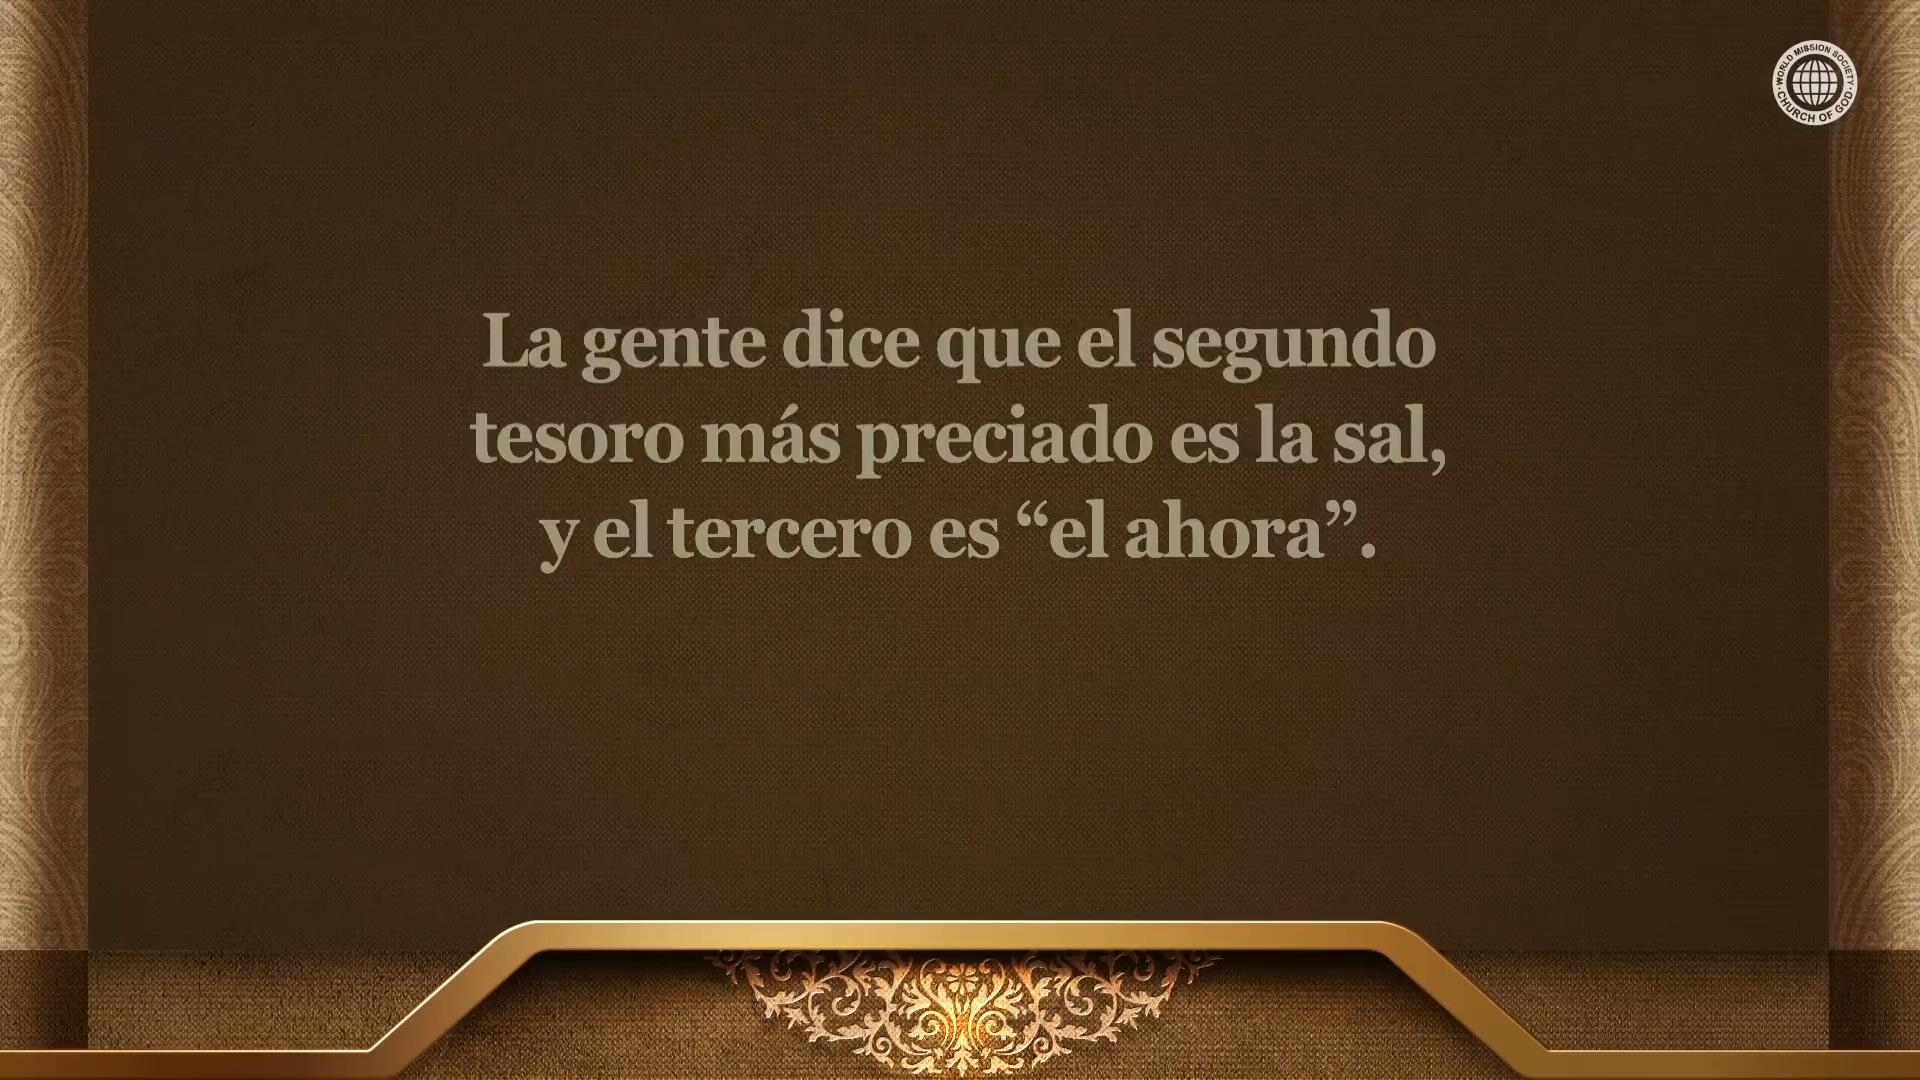 WORLD MISSION SOCIETY
CHURCH OF GOD
La gente dice que el segundo
tesoro más preciado es la sal,
y el tercero es “el ahora”.